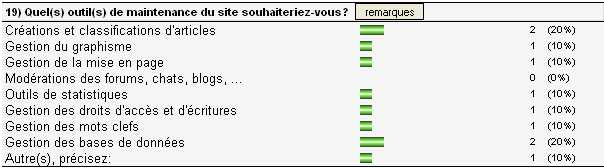 19) Quel(s) outil(s) de maintenance du site souhaiteriez-vous? remarques
Créations et classifications d'articles 2 (20%)
Gestion du graphisme 1 (10%)
Gestion de la mise en page 1 (10%)
Modérations des forums, chats, blogs, ... 0 (0%)
Outils de statistiques 1 (10%)
Gestion des droits d'accès et d'écritures 1 (10%)
Gestion des mots clefs 1 (10%)
Gestion des bases de données 2 (20%)
Autre(s), précisez: 1 (10%)